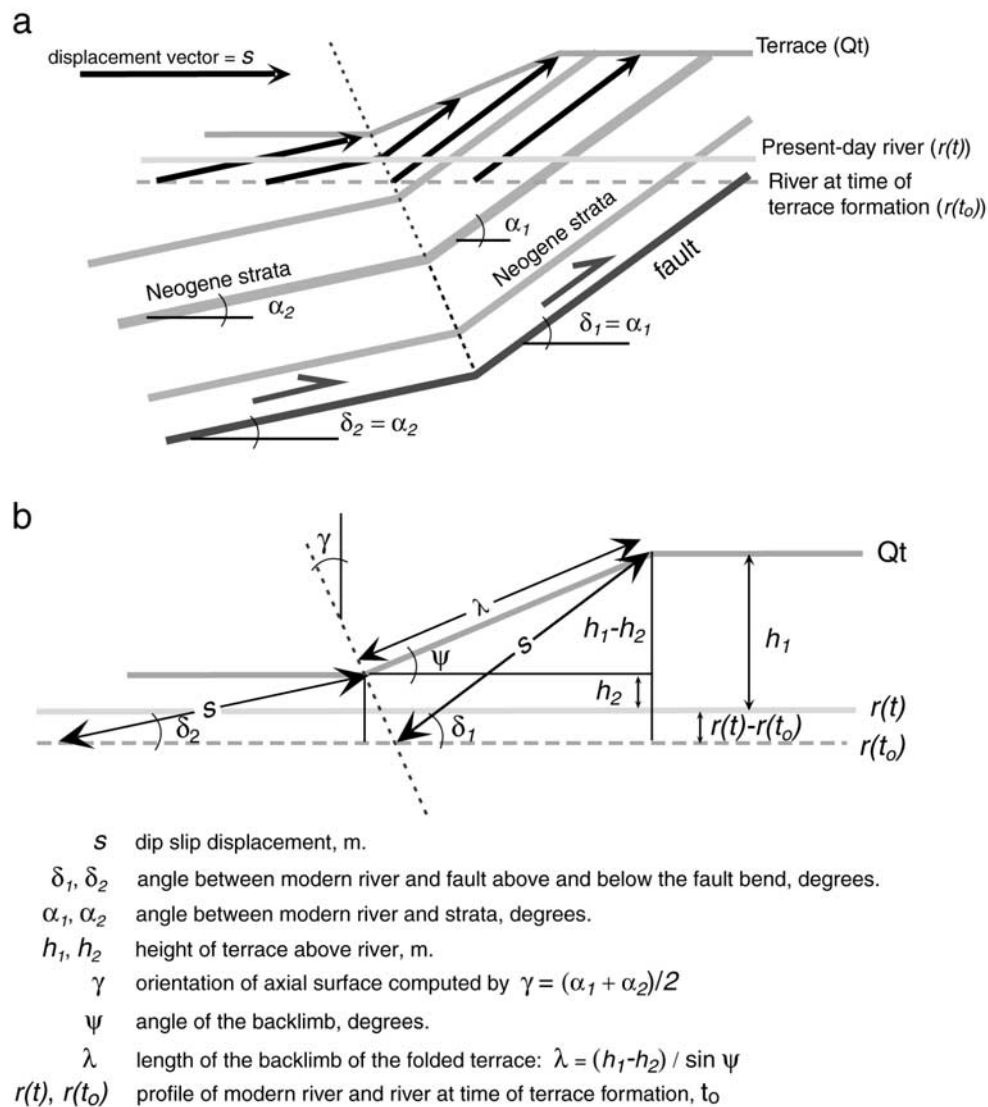 a
displacement vector = S
Terrace (Qt)
Present-day river (r(t))
River at time of
terrace formation (r(to))
α1
Neogene strata
Neogene strata
α2
fault
δ1 = α1
δ2 = α2
b
γ
Qt
λ
h1-h2
h1
S
ψ
h2
S
r(t)
δ2
δ1
r(t)-r(to)
r(to)
S dip slip displacement, m.
δ1, δ2 angle between modern river and fault above and below the fault bend, degrees.
α1, α2 angle between modern river and strata, degrees.
h1, h2 height of terrace above river, m.
γ orientation of axial surface computed by γ = (α1 + α2)/2
ψ angle of the backlimb, degrees.
λ length of the backlimb of the folded terrace: λ = (h1-h2) / sin ψ
r(t), r(to) profile of modern river and river at time of terrace formation, to